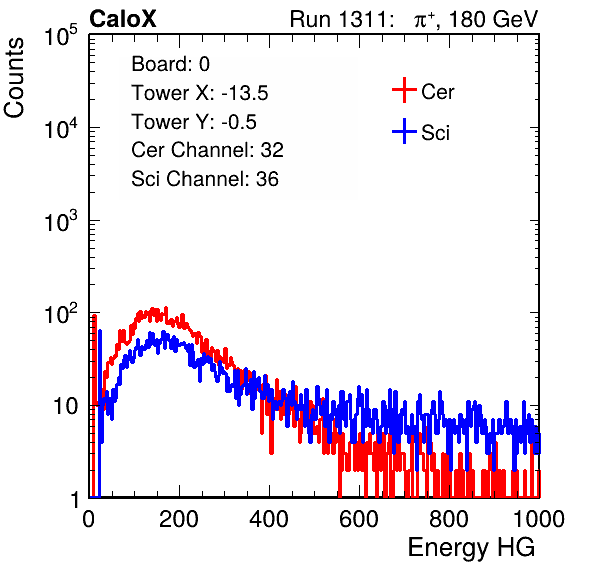 CaloX Run 1311: π⁺, 180 GeV
Counts
10⁵
10⁴
10³
10²
10
1
Board: 0
Tower X: -13.5
Tower Y: -0.5
Cer Channel: 32
Sci Channel: 36
Cer
Sci
0 200 400 600 800 1000
Energy HG